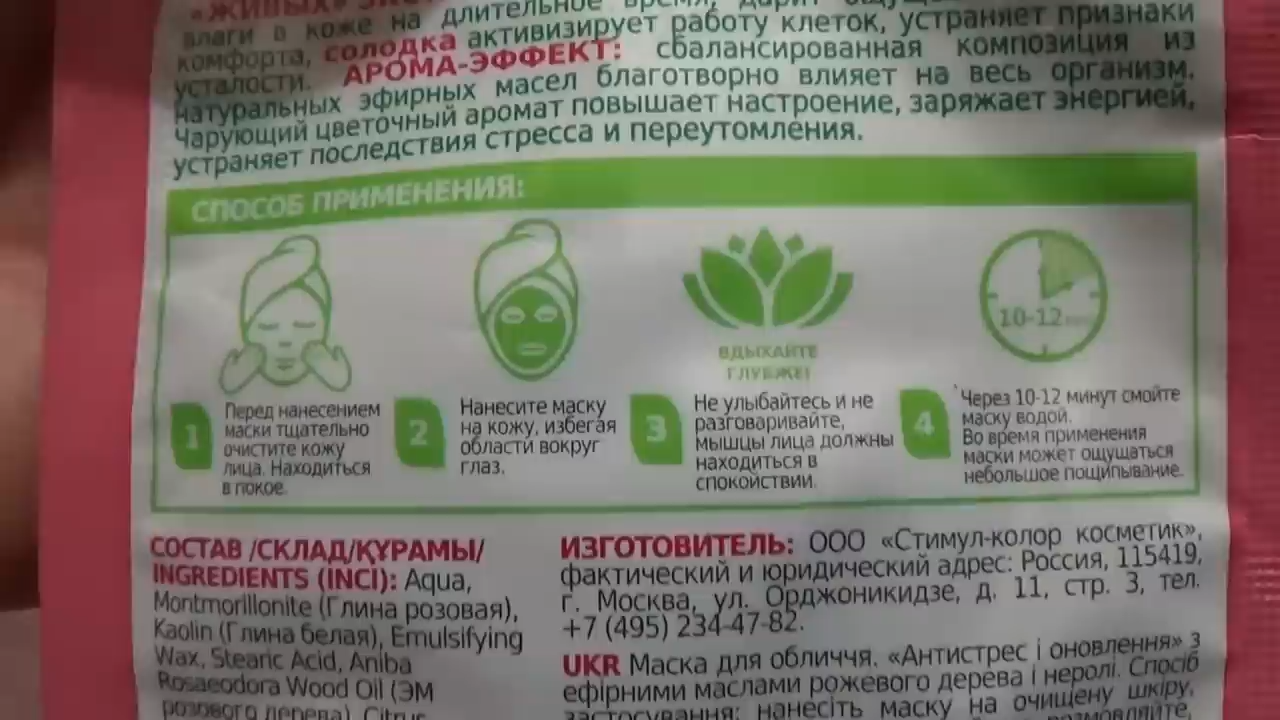 «ЖИВЫХ»
влаги в коже на длительное время, дарит
комфорта, солодка активизирует работу клеток, устраняет признаки
усталости. АРОМА-ЭФФЕКТ: сбалансированная композиция из
натуральных эфирных масел благотворно влияет на весь организм.
Чарующий цветочный аромат повышает настроение, заряжает энергией,
устраняет последствия стресса и переутомления.
СПОСОБ ПРИМЕНЕНИЯ:
ВДЫХАЙТЕ
ГЛУБЖЕ!
10-12
1
Перед нанесением
маски тщательно
очистите кожу
лица. Находиться
в покое.
2
Нанесите маску
на кожу, избегая
области вокруг
глаз.
3
Не улыбайтесь и не
разговаривайте,
мышцы лица должны
находиться в
спокойствии.
4
Через 10-12 минут смойте
маску водой.
Во время применения
маски может ощущаться
небольшое пощипывание.
СОСТАВ /СКЛАД/ҚҰРАМЫ/
INGREDIENTS (INCI): Aqua,
Montmorillonite (Глина розовая),
Kaolin (Глина белая), Emulsifying
Wax, Stearic Acid, Aniba
Rosaeodora Wood Oil (ЭМ
розового дерева), Citrus
ИЗГОТОВИТЕЛЬ: ООО «Стимул-колор косметик»,
фактический и юридический адрес: Россия, 115419,
г. Москва, ул. Орджоникидзе, д. 11, стр. 3, тел.
+7 (495) 234-47-82.
UKR Маска для обличчя. «Антистрес і оновлення» з
ефірними маслами рожевого дерева і неролі. Спосіб
застосування: нанесіть маску на очищену шкіру,